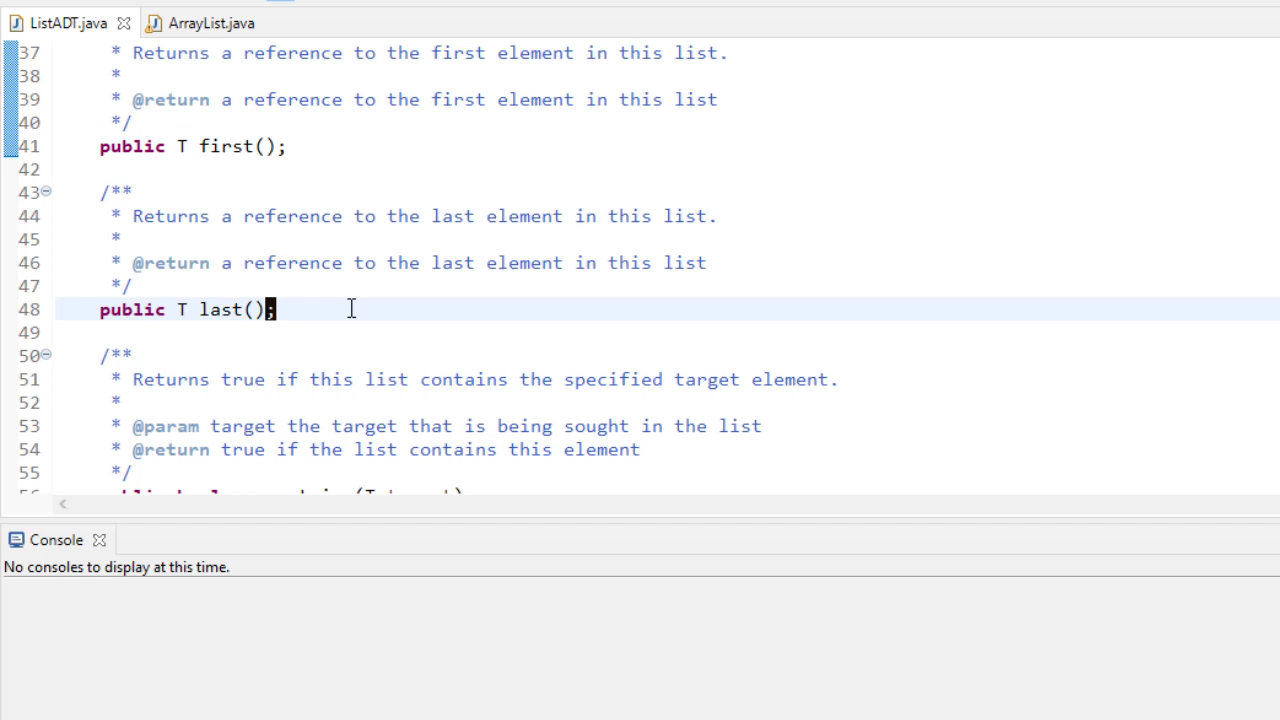 ListADT.java ArrayList.java
37 * Returns a reference to the first element in this list.
38 *
39 * @return a reference to the first element in this list
40 */
41 public T first();
42
43 /**
44 * Returns a reference to the last element in this list.
45 *
46 * @return a reference to the last element in this list
47 */
48 public T last();
49
50 /**
51 * Returns true if this list contains the specified target element.
52 *
53 * @param target the target that is being sought in the list
54 * @return true if the list contains this element
55 */
Console
No consoles to display at this time.